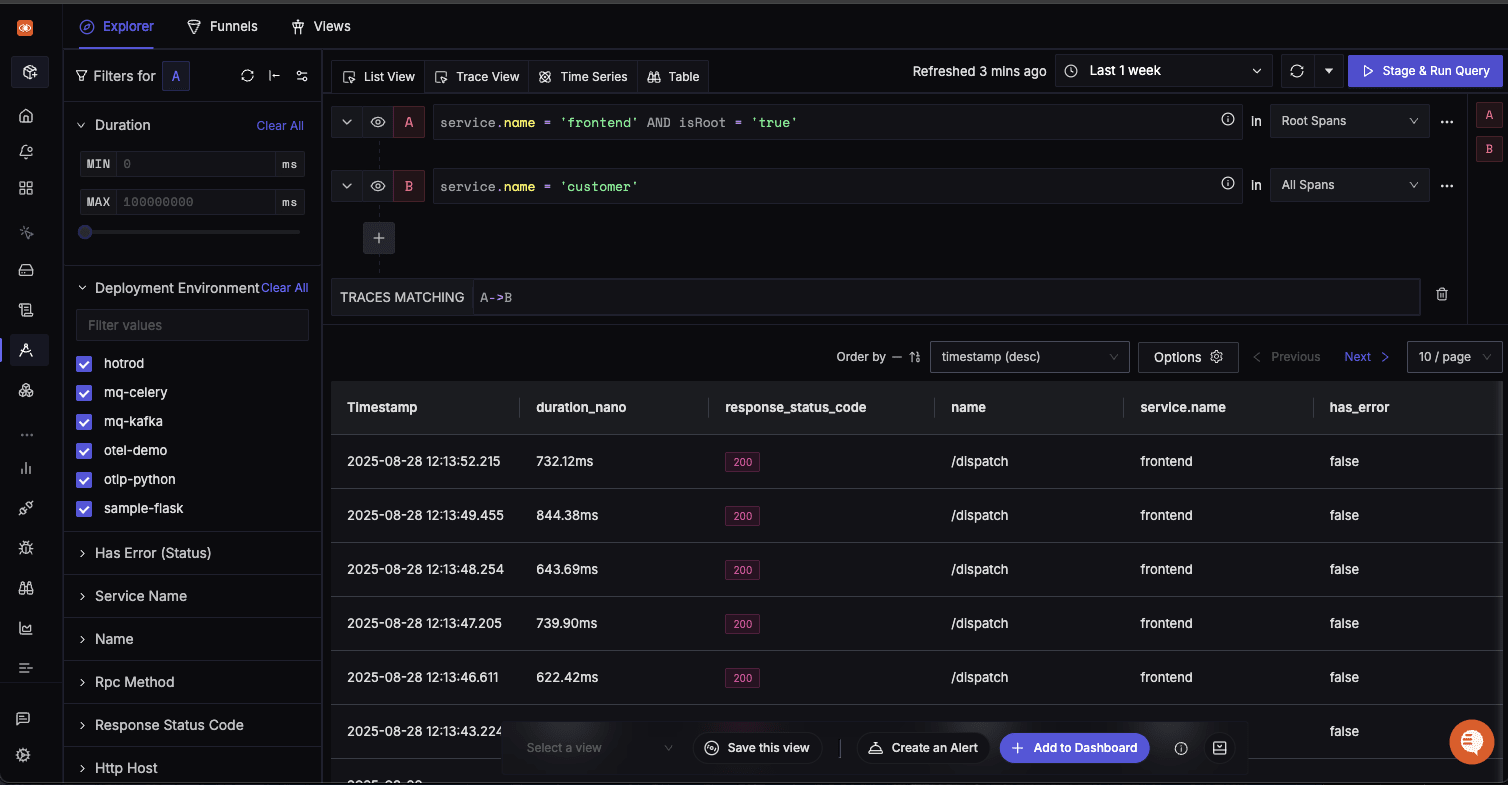 Explorer
Funnels
Views
Filters for A
List View
Trace View
Time Series
Table
Refreshed 3 mins ago
Last 1 week
Stage & Run Query
Duration
Clear All
MIN 0 ms
MAX 100000000 ms
A
service.name = 'frontend' AND isRoot = 'true'
In
Root Spans
A
B
B
service.name = 'customer'
In
All Spans
TRACES MATCHING
A->B
Deployment Environment
Clear All
Filter values
hotrod
mq-celery
mq-kafka
otel-demo
otlp-python
sample-flask
Has Error (Status)
Service Name
Name
Rpc Method
Response Status Code
Http Host
Order by
timestamp (desc)
Options
Previous
Next
10 / page
Timestamp duration_nano response_status_code name service.name has_error
2025-08-28 12:13:52.215 732.12ms 200 /dispatch frontend false
2025-08-28 12:13:49.455 844.38ms 200 /dispatch frontend false
2025-08-28 12:13:48.254 643.69ms 200 /dispatch frontend false
2025-08-28 12:13:47.205 739.90ms 200 /dispatch frontend false
2025-08-28 12:13:46.611 622.42ms 200 /dispatch frontend false
2025-08-28 12:13:43.224 false
Select a view
Save this view
Create an Alert
Add to Dashboard